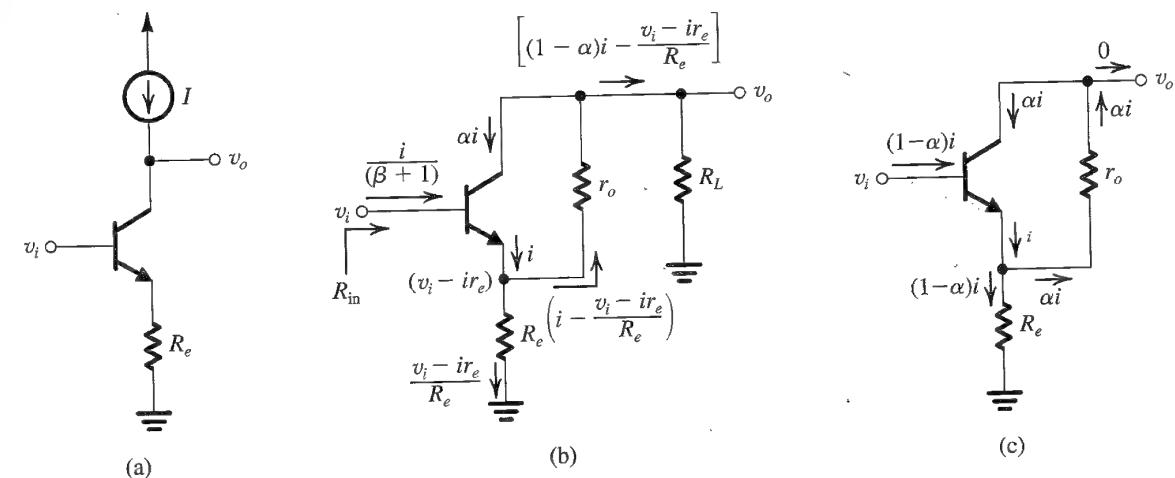 I
v_o
v_i
R_e
(a)
[(1 − α)i − (v_i − ir_e)/R_e]
v_o
αi
i/(β + 1)
r_o
R_L
v_i
R_in
i
(v_i − ir_e)
(i − (v_i − ir_e)/R_e)
R_e
(v_i − ir_e)/R_e
(b)
0
v_o
αi
αi
(1−α)i
r_o
v_i
i
(1−α)i
αi
R_e
(c)